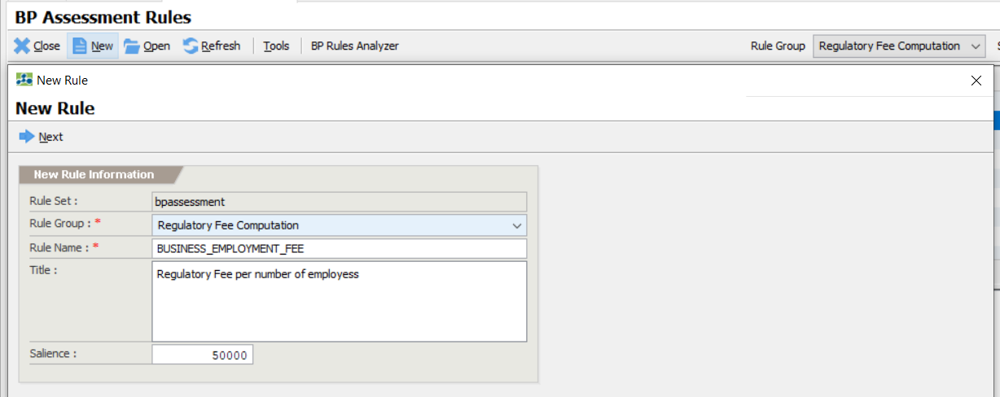 BP Assessment Rules
Close New Open Refresh Tools BP Rules Analyzer Rule Group Regulatory Fee Computation
New Rule
New Rule
Next
New Rule Information
Rule Set : bpassessment
Rule Group : * Regulatory Fee Computation
Rule Name : * BUSINESS_EMPLOYMENT_FEE
Title : Regulatory Fee per number of employess
Salience : 50000